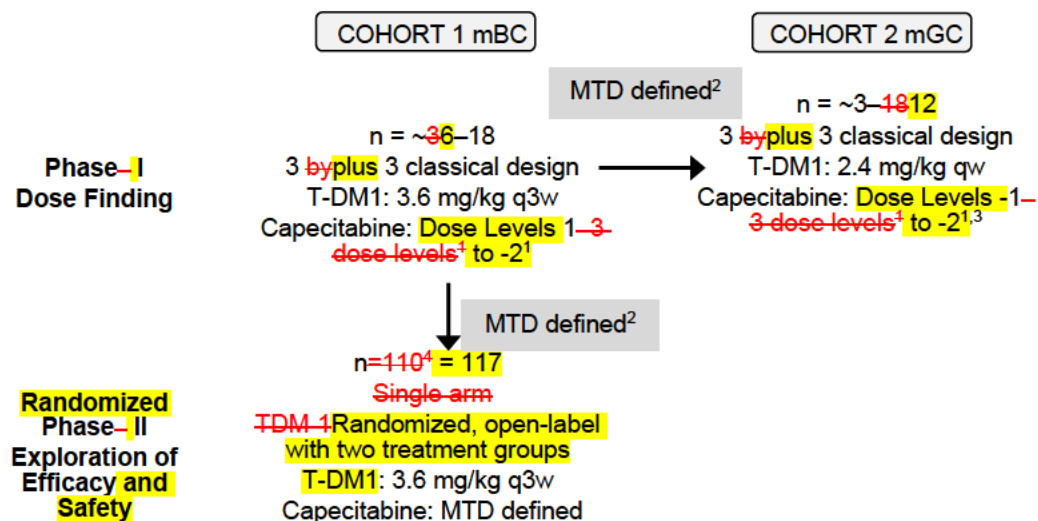 COHORT 1 mBC
COHORT 2 mGC
MTD defined2
n = ~36–18
3 byplus 3 classical design
T-DM1: 3.6 mg/kg q3w
Capecitabine: Dose Levels 1–3
dose levels1 to -21
n = ~3–1812
3 byplus 3 classical design
T-DM1: 2.4 mg/kg qw
Capecitabine: Dose Levels -1–
3 dose levels1 to -21,3
Phase– I
Dose Finding
MTD defined2
n=1104 = 117
Single arm
TDM-1Randomized, open-label
with two treatment groups
T-DM1: 3.6 mg/kg q3w
Capecitabine: MTD defined
Randomized
Phase– II
Exploration of
Efficacy and
Safety